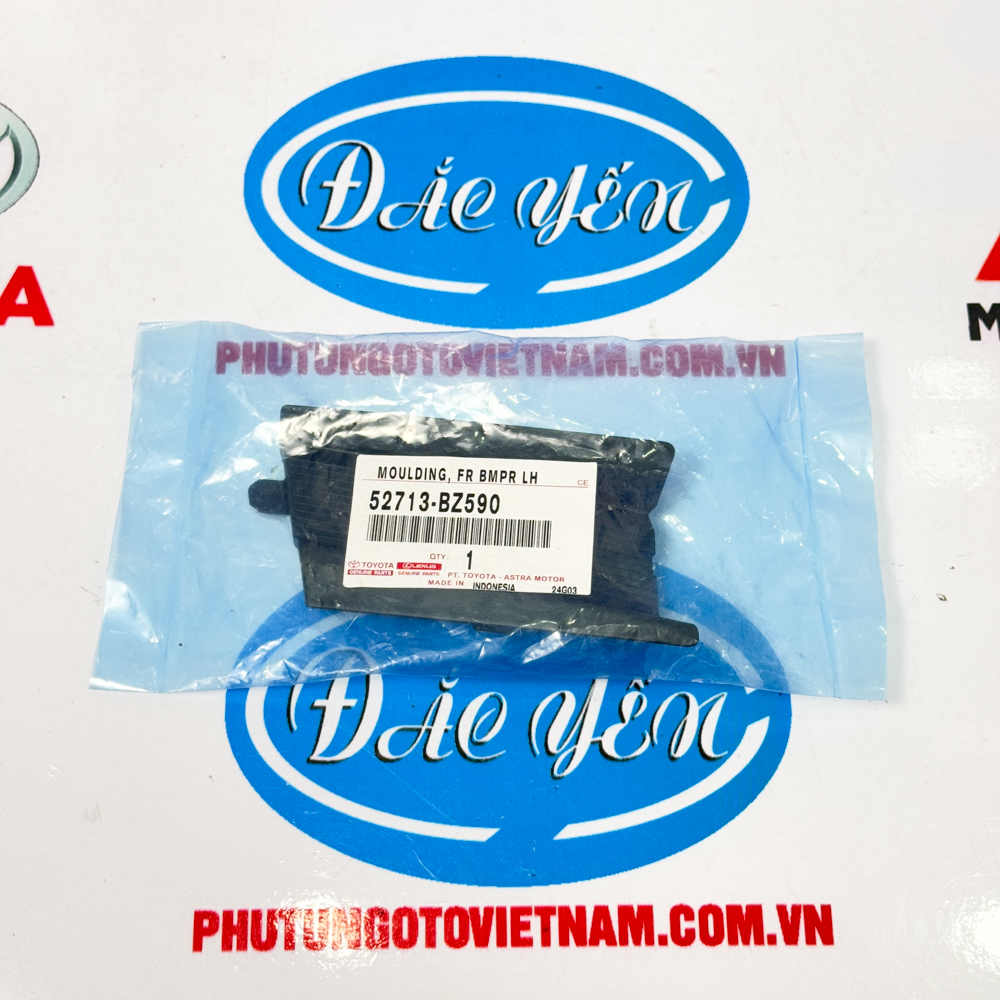 ĐẮC YẾN
A
M
PHUTUNGOTOVIETNAM.COM.VN
MOULDING, FR BMPR LH
CE
52713-BZ590
QTY. 1
TOYOTA LEXUS
GENUINE PARTS GENUINE PARTS PT. TOYOTA - ASTRA MOTOR
MADE IN INDONESIA 24G03
ĐẮC YẾN
PHUTUNGOTOVIETNAM.COM.VN